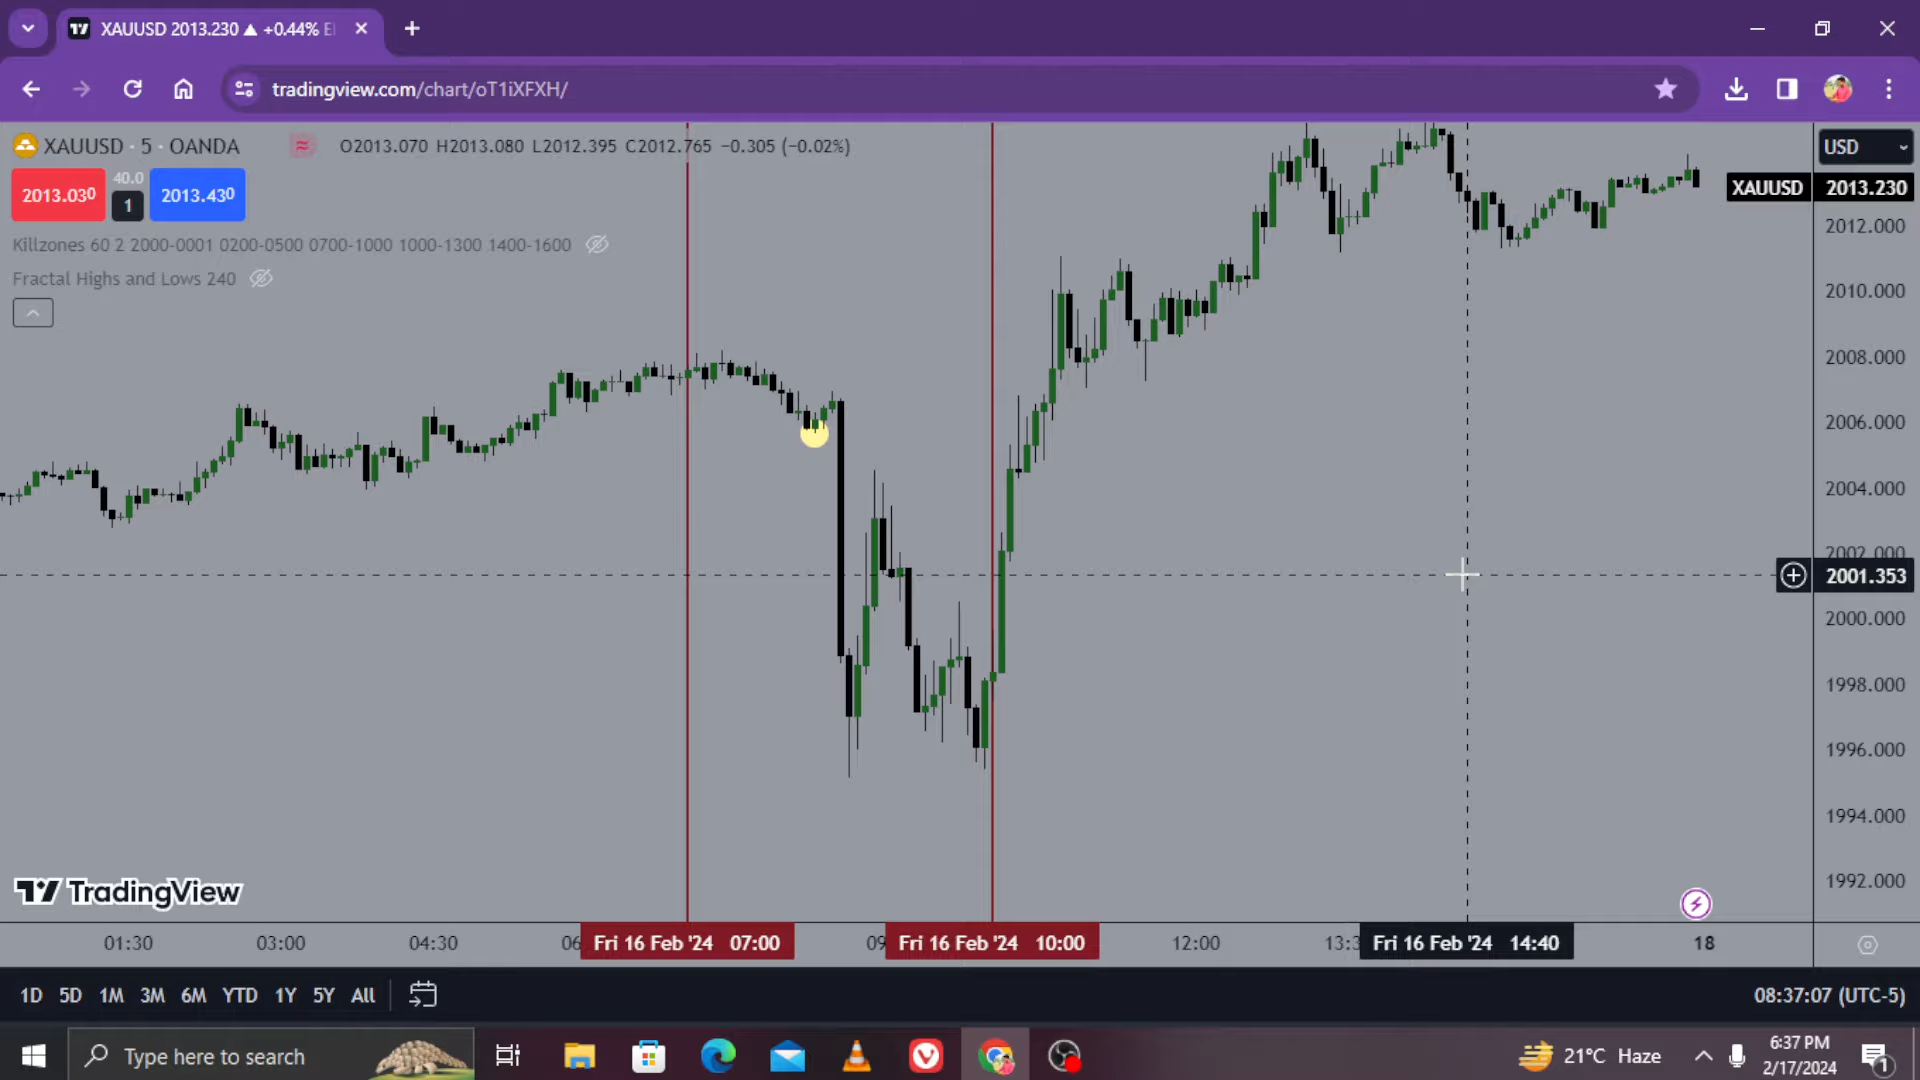 XAUUSD 2013.230 ▲ +0.44%
tradingview.com/chart/oT1iXFXH/
XAUUSD · 5 · OANDA
O2013.070 H2013.080 L2012.395 C2012.765 −0.305 (−0.02%)
USD
2013.030
40.0
1
2013.430
XAUUSD 2013.230
2012.000
Killzones 60 2 2000-0001 0200-0500 0700-1000 1000-1300 1400-1600
Fractal Highs and Lows 240
2010.000
2008.000
2006.000
2004.000
2002.000
2001.353
2000.000
1998.000
1996.000
1994.000
1992.000
TradingView
01:30
03:00
04:30
Fri 16 Feb '24 07:00
Fri 16 Feb '24 10:00
12:00
Fri 16 Feb '24 14:40
18
1D 5D 1M 3M 6M YTD 1Y 5Y All
08:37:07 (UTC-5)
Type here to search
21°C Haze
6:37 PM
2/17/2024
1